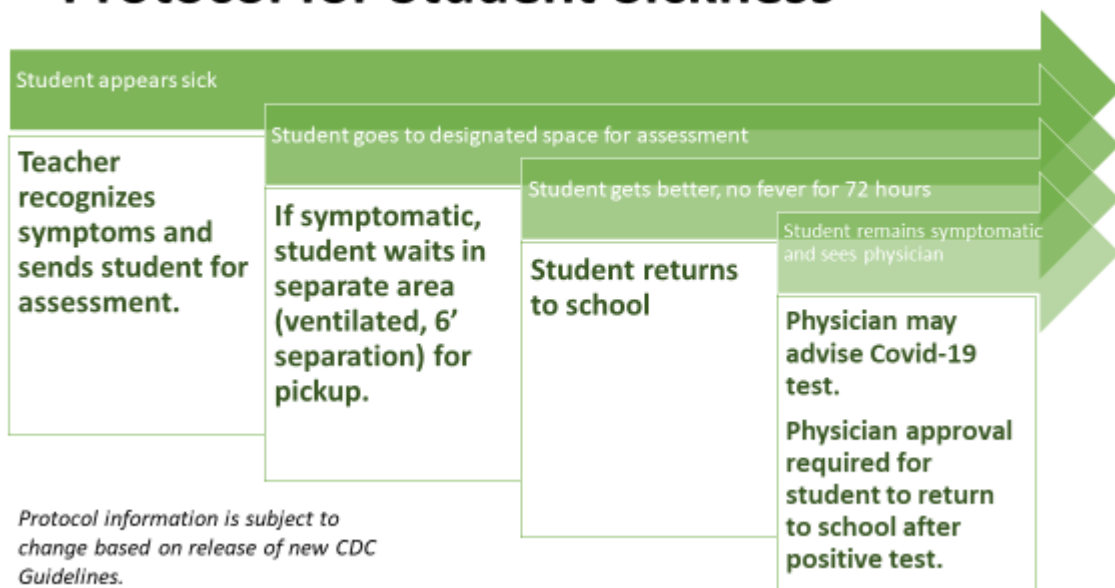 Protocol for Student Sickness
Student appears sick
Teacher
recognizes
symptoms and
sends student for
assessment.
Student goes to designated space for assessment
If symptomatic,
student waits in
separate area
(ventilated, 6’
separation) for
pickup.
Student gets better, no fever for 72 hours
Student returns
to school
Student remains symptomatic
and sees physician
Physician may
advise Covid-19
test.
Physician approval
required for
student to return
to school after
positive test.
Protocol information is subject to
change based on release of new CDC
Guidelines.